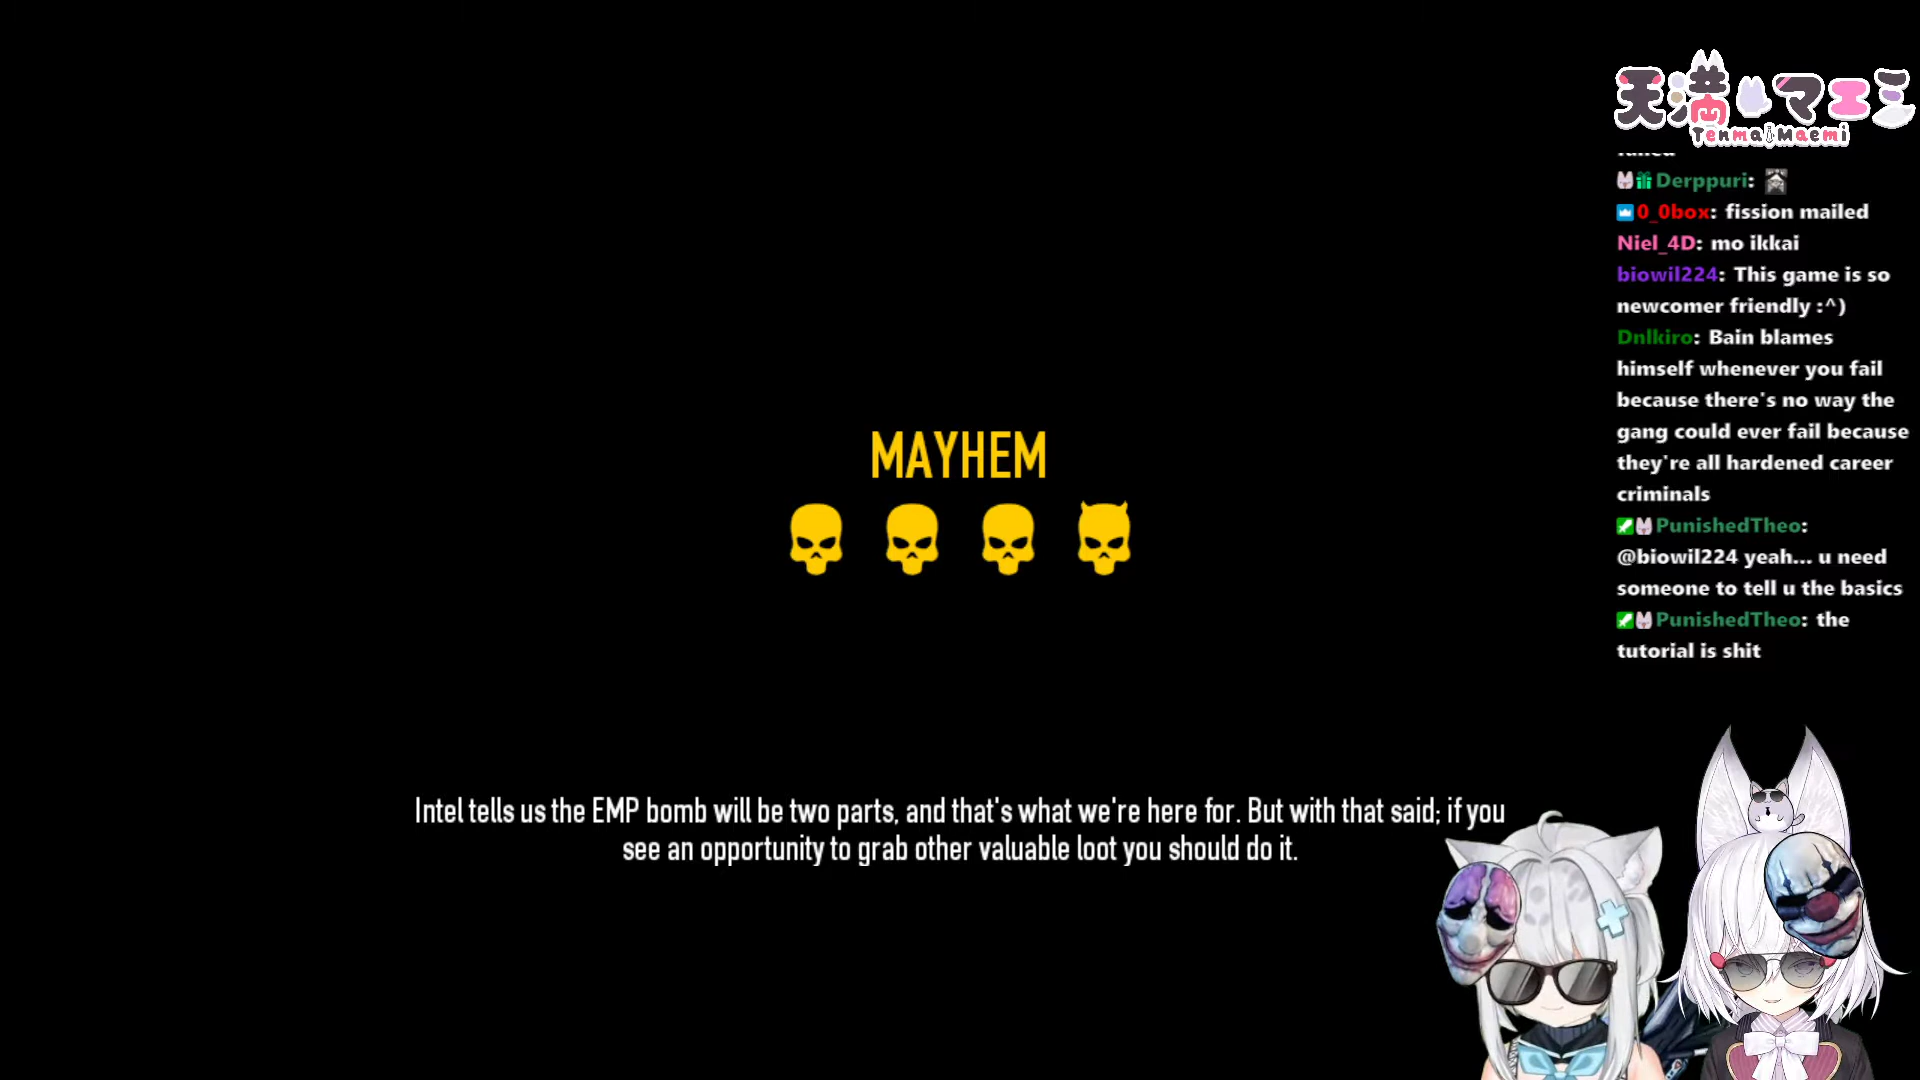 天満マエミ
Tenma Maemi
failed
Derppuri:
0_0box: fission mailed
Niel_4D: mo ikkai
biowil224: This game is so
newcomer friendly :^)
Dnlkiro: Bain blames
himself whenever you fail
because there's no way the
gang could ever fail because
they're all hardened career
criminals
PunishedTheo:
@biowil224 yeah... u need
someone to tell u the basics
PunishedTheo: the
tutorial is shit
MAYHEM
Intel tells us the EMP bomb will be two parts, and that's what we're here for. But with that said; if you
see an opportunity to grab other valuable loot you should do it.